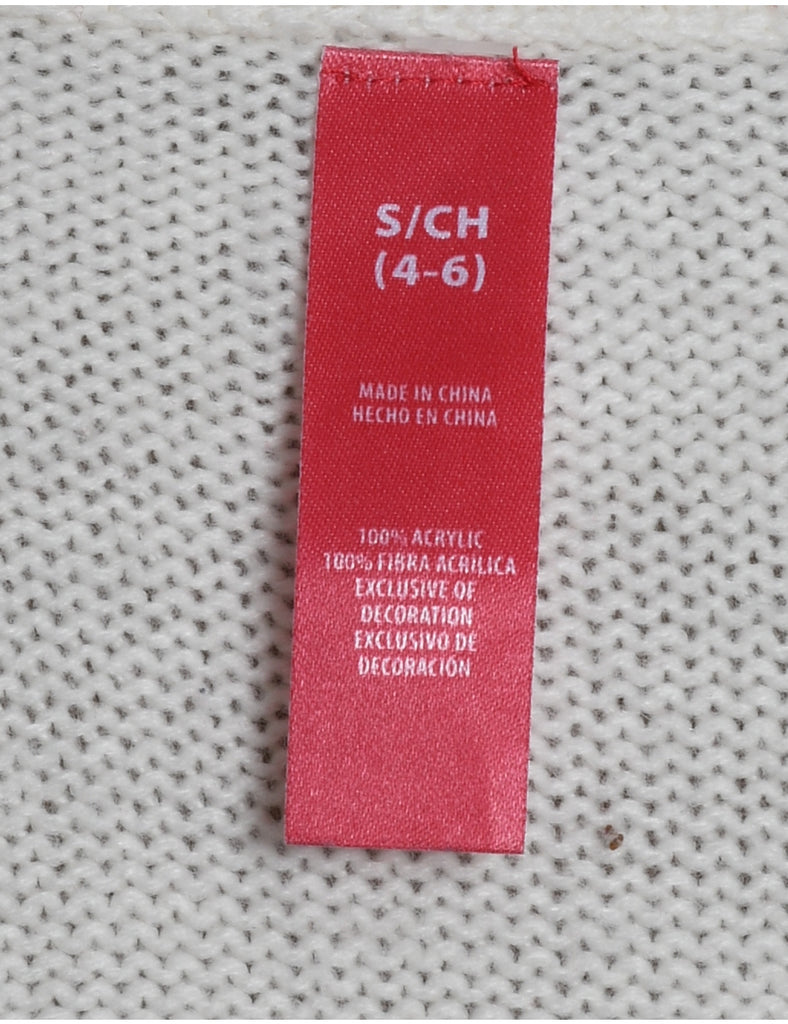 S/CH
(4-6)
MADE IN CHINA
HECHO EN CHINA
100% ACRYLIC
100% FIBRA ACRILICA
EXCLUSIVE OF
DECORATION
EXCLUSIVO DE
DECORACIÓN